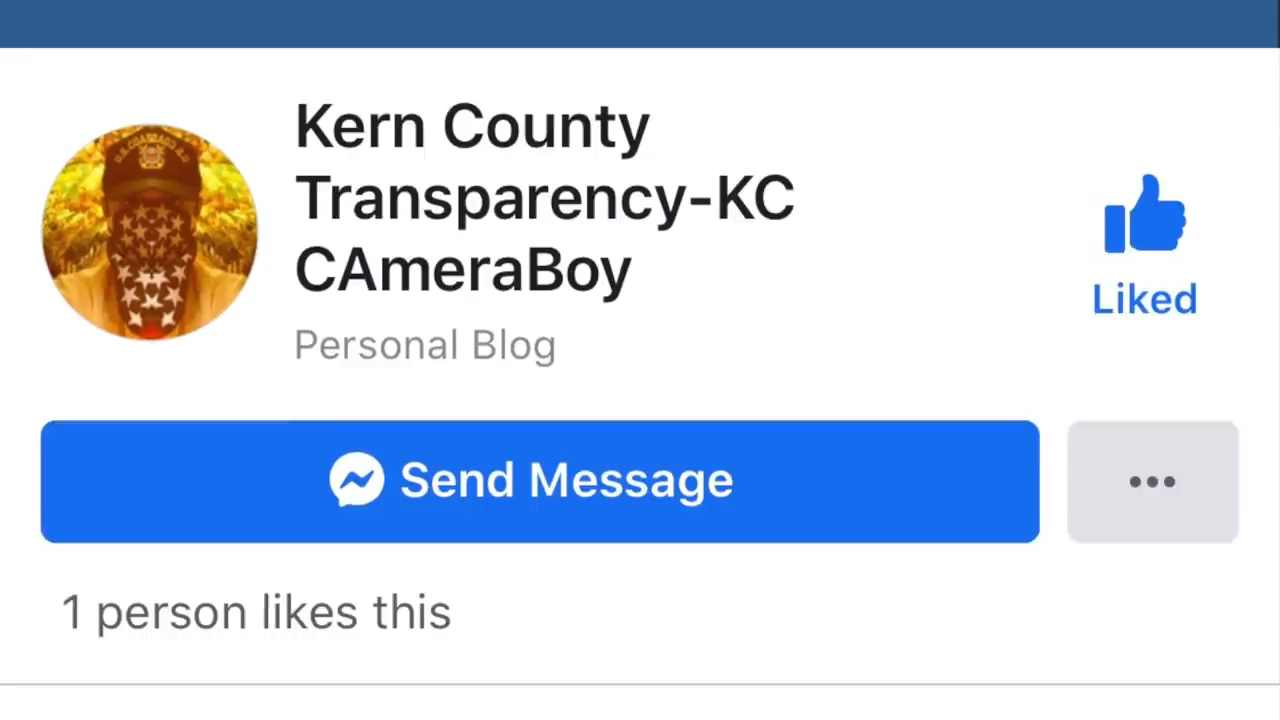 Kern County
Transparency-KC
CAmeraBoy
Personal Blog
Liked
Send Message
1 person likes this